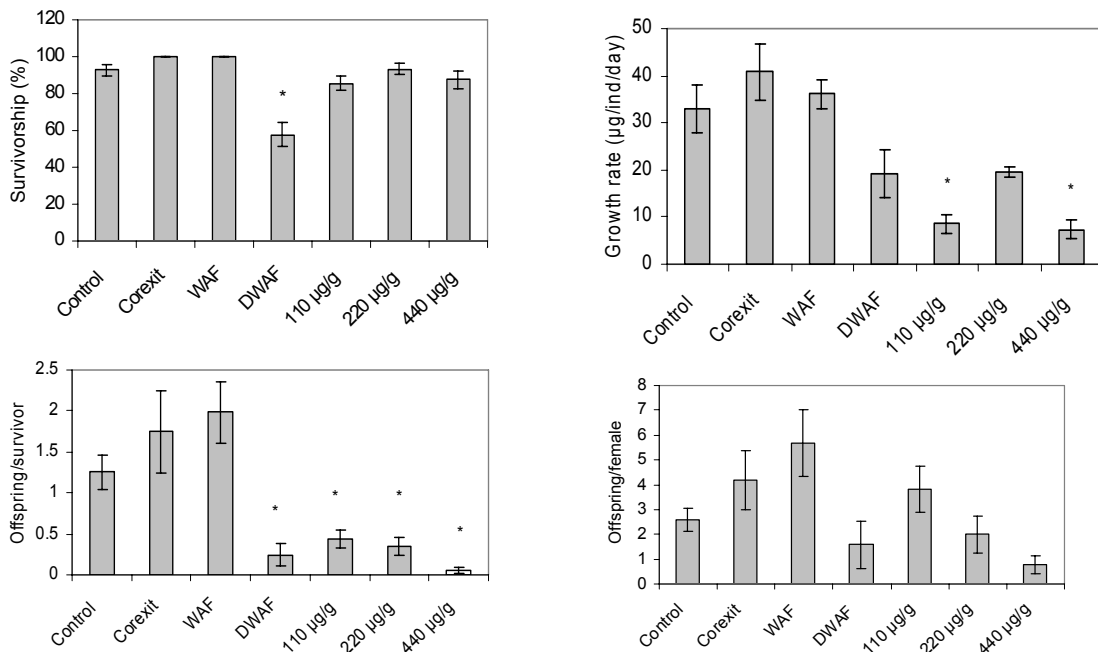 120
100
80
60
40
20
0
Survivorship (%)
*
Control
Corexit
WAF
DWAF
110 µg/g
220 µg/g
440 µg/g
50
40
30
20
10
0
Growth rate (µg/ind/day)
*
*
Control
Corexit
WAF
DWAF
110 µg/g
220 µg/g
440 µg/g
2.5
2
1.5
1
0.5
0
Offspring/survivor
*
*
*
*
Control
Corexit
WAF
DWAF
110 µg/g
220 µg/g
440 µg/g
8
7
6
5
4
3
2
1
0
Offspring/female
Control
Corexit
WAF
DWAF
110 µg/g
220 µg/g
440 µg/g